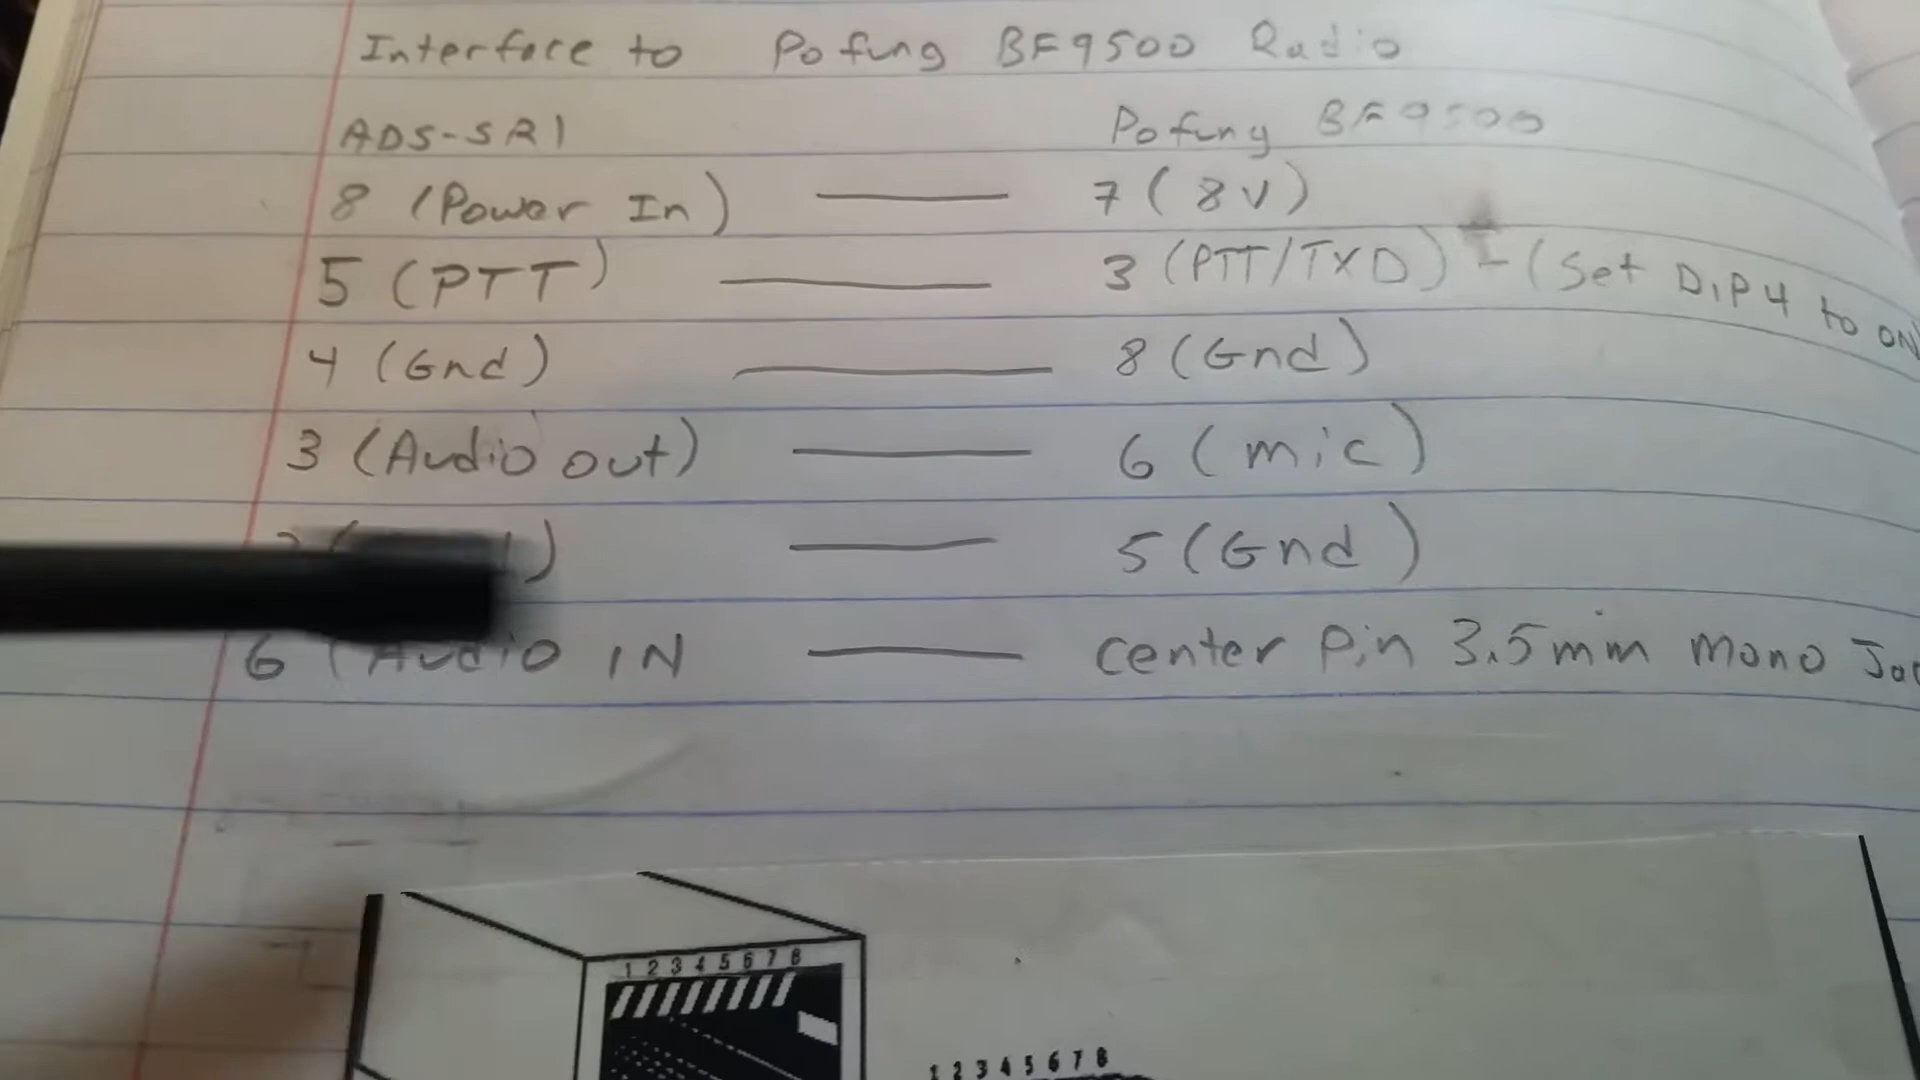 Interface to Pofung BF9500 Radio
ADS-SR1 Pofung BF9500
8 (Power In) — 7 (8V)
5 (PTT) — 3 (PTT/TXD) - (Set DIP4 to ON
4 (Gnd) — 8 (Gnd)
3 (Audio out) — 6 (mic)
— 5 (Gnd)
6 (Audio IN — center Pin 3.5mm mono
1 2 3 4 5 6 7 8
1 2 3 4 5 6 7 8